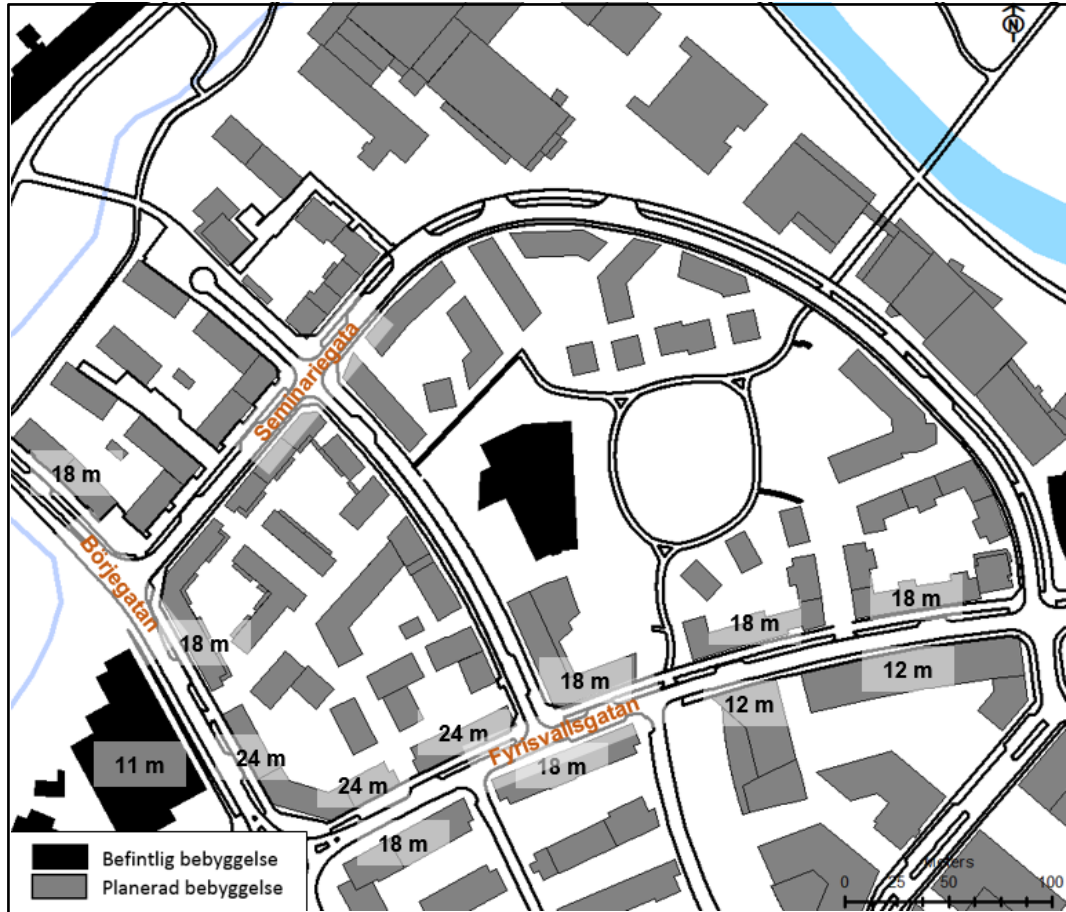 N
Seminariegata
18 m
Börjegatan
18 m
18 m
18 m
18 m
12 m
12 m
Fyrisvallsgatan
24 m
24 m
24 m
18 m
11 m
18 m
Befintlig bebyggelse
Planerad bebyggelse
Meters
0 25 50 100